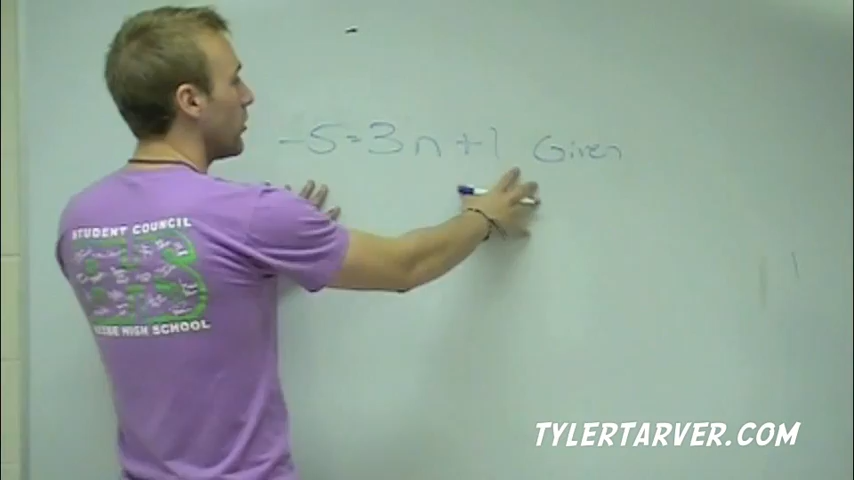 -5=3n+1 Given
STUDENT COUNCIL
HIGH SCHOOL
TYLERTARVER.COM